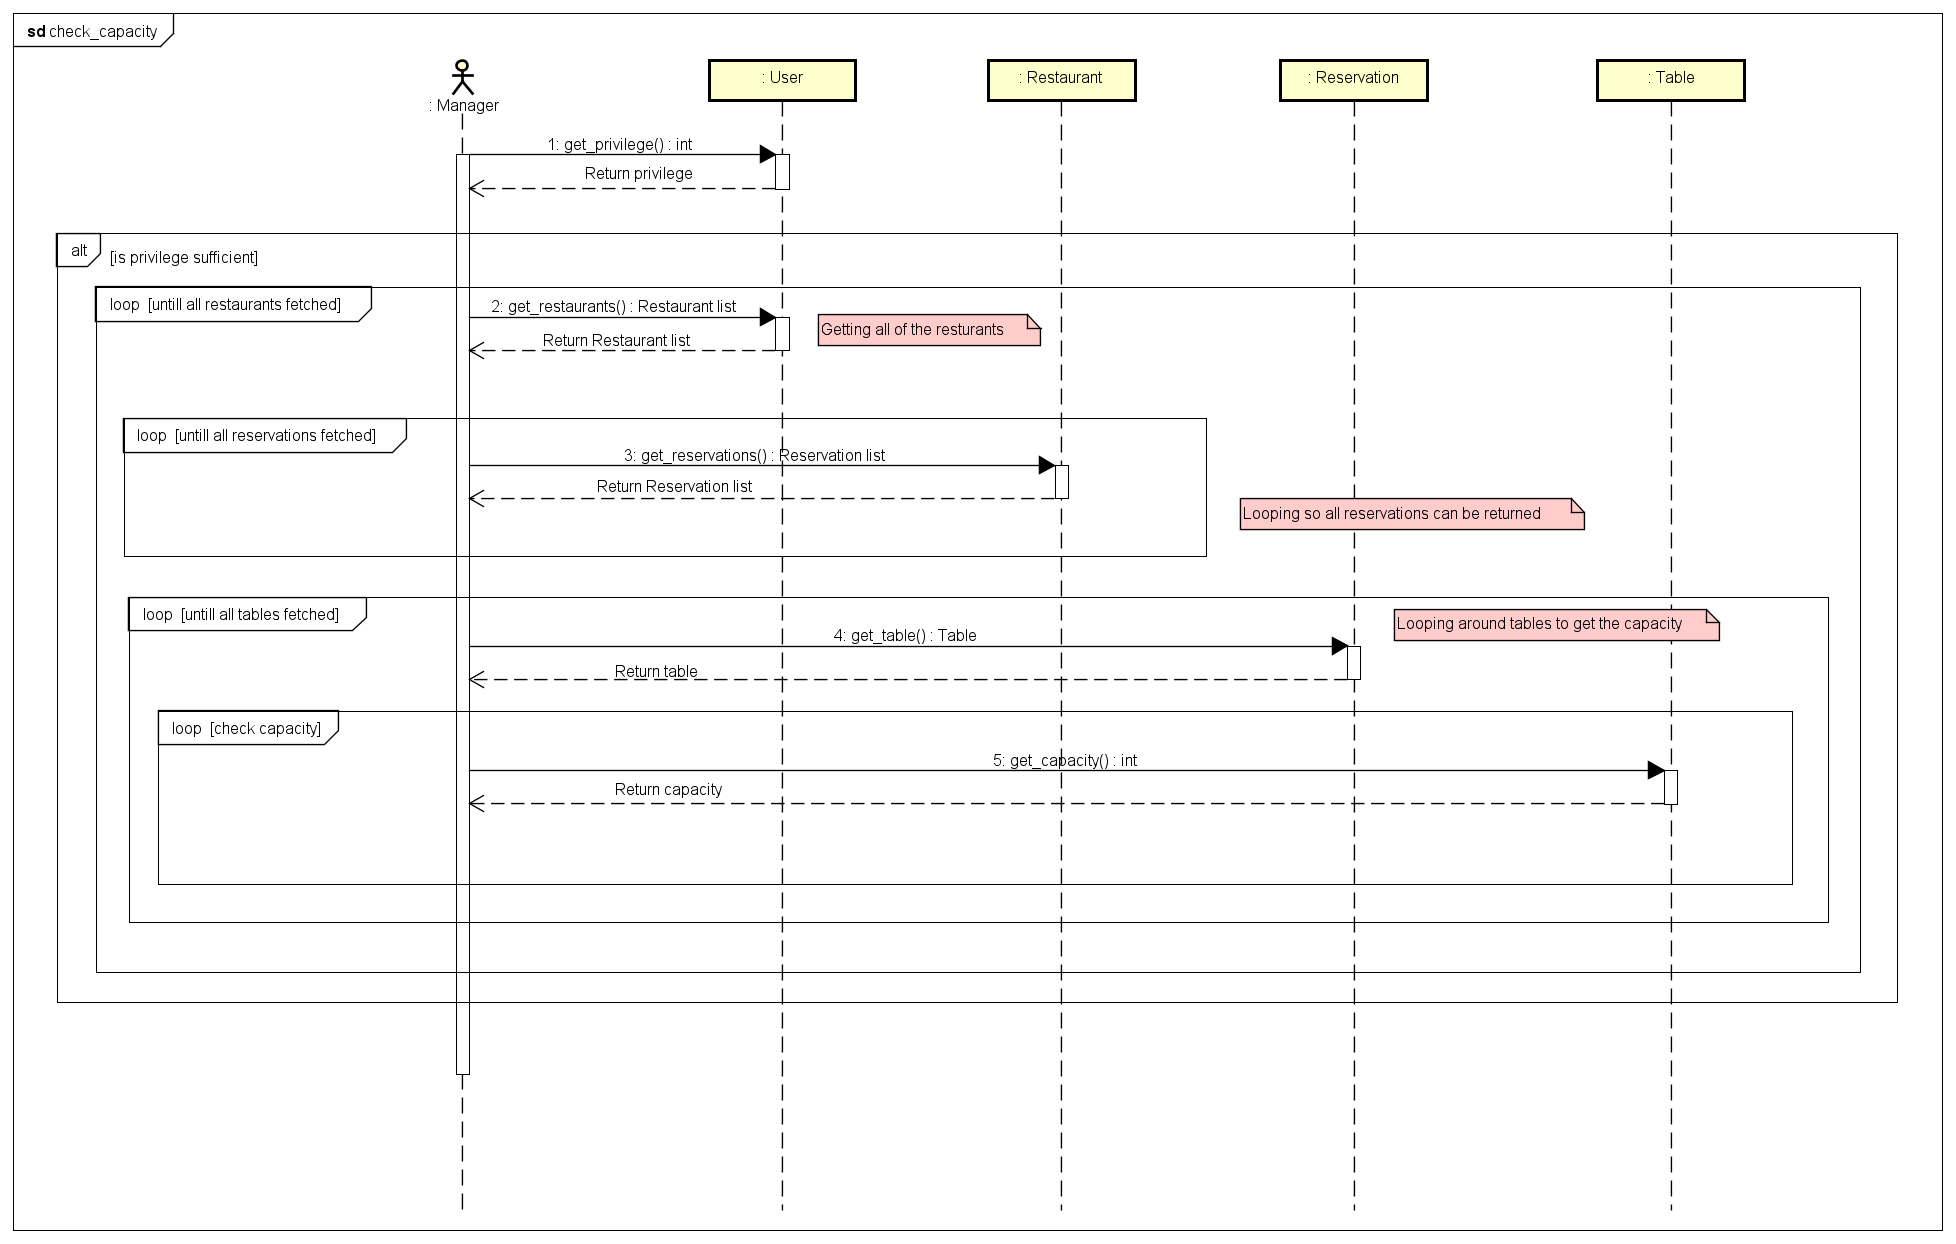 sd check_capacity
: Manager
: User
: Restaurant
: Reservation
: Table
1: get_privilege() : int
Return privilege
alt
[is privilege sufficient]
loop [untill all restaurants fetched]
2: get_restaurants() : Restaurant list
Getting all of the resturants
Return Restaurant list
loop [untill all reservations fetched]
3: get_reservations() : Reservation list
Return Reservation list
Looping so all reservations can be returned
loop [untill all tables fetched]
Looping around tables to get the capacity
4: get_table() : Table
Return table
loop [check capacity]
5: get_capacity() : int
Return capacity